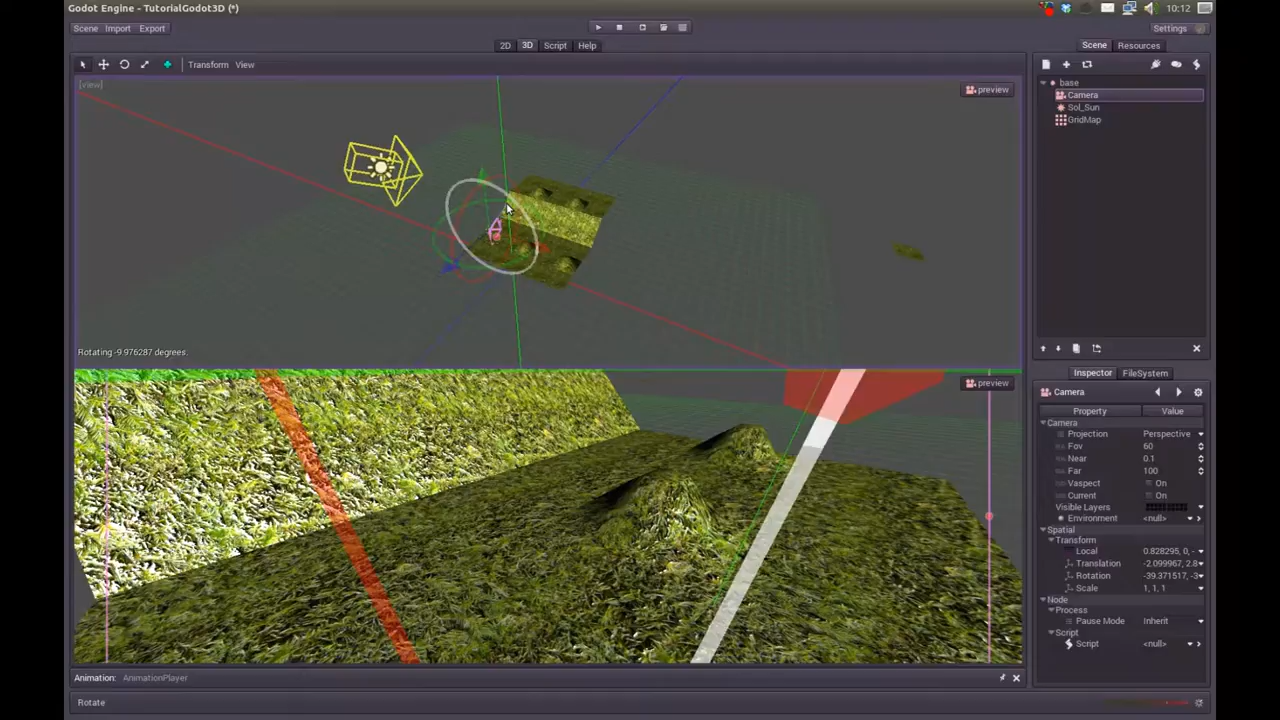 Godot Engine - TutorialGodot3D (*)
10:12
Scene Import Export
Settings
2D 3D Script Help
Scene Resources
Transform View
[view]
preview
base
Camera
Sol_Sun
GridMap
Rotating -9.976287 degrees.
preview
Inspector FileSystem
Camera
Property Value
Camera
Projection Perspective
Fov 60
Near 0.1
Far 100
Vaspect On
Current On
Visible Layers
Environment <null>
Spatial
Transform
Local 0.828295, 0, -
Translation -2.099967, 2.8
Rotation -39.371517, -3
Scale 1, 1, 1
Node
Process
Pause Mode Inherit
Script
Script <null>
Animation: AnimationPlayer
Rotate